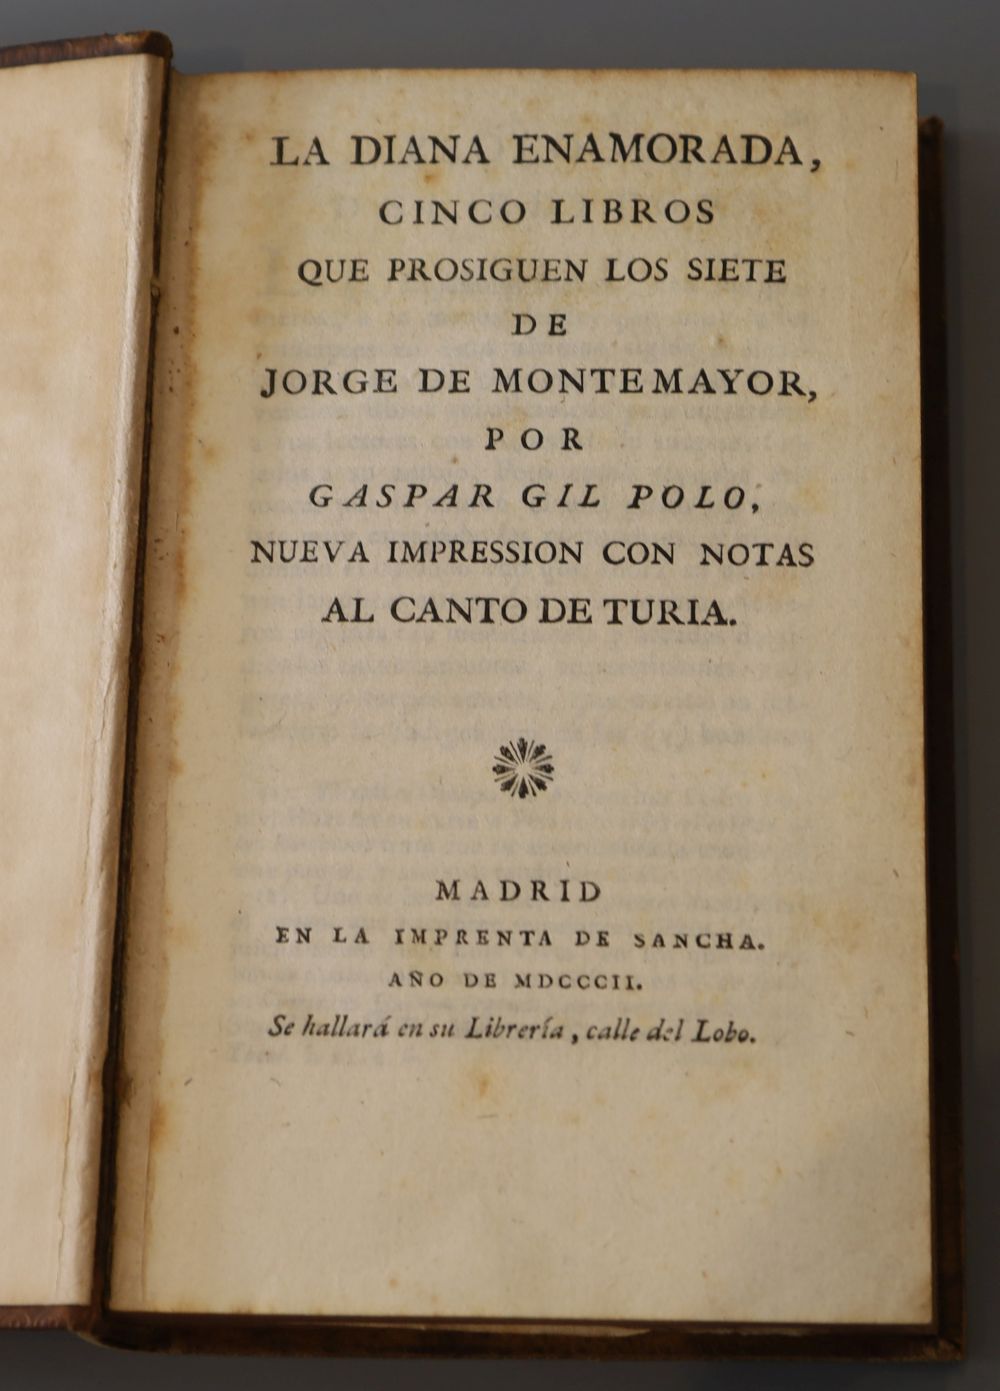 LA DIANA ENAMORADA,
CINCO LIBROS
QUE PROSIGUEN LOS SIETE
DE
JORGE DE MONTEMAYOR,
POR
GASPAR GIL POLO,
NUEVA IMPRESSION CON NOTAS
AL CANTO DE TURIA.
MADRID
EN LA IMPRENTA DE SANCHA.
AÑO DE MDCCCII.
Se hallará en su Librería, calle del Lobo.